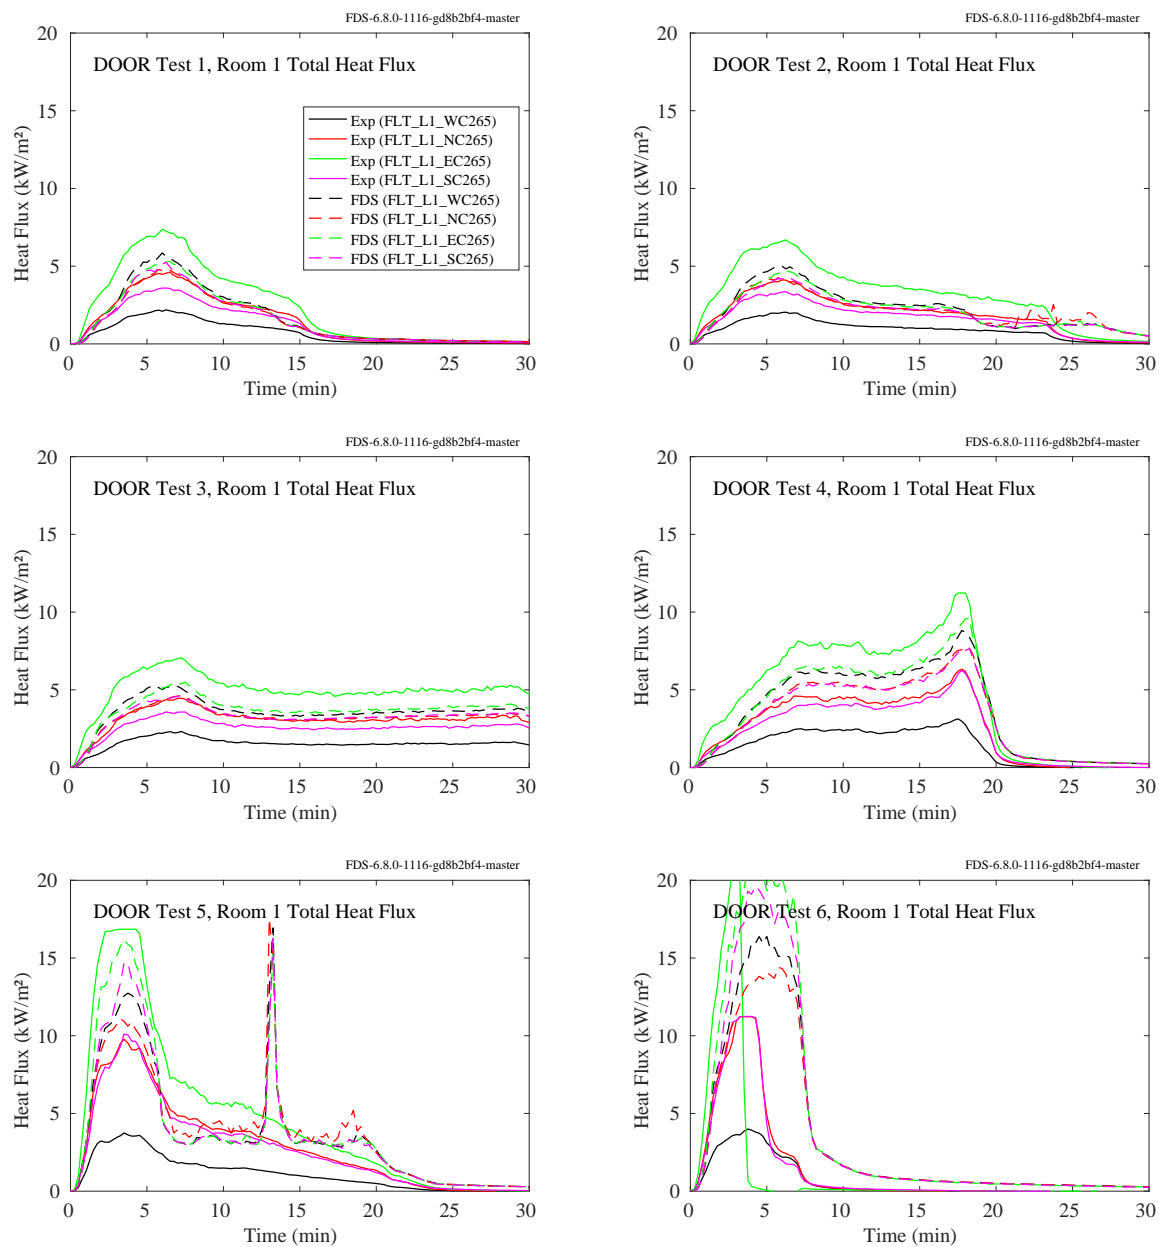 FDS-6.8.0-1116-gd8b2bf4-master
DOOR Test 1, Room 1 Total Heat Flux
Heat Flux (kW/m²)
20
15
10
5
0
Exp (FLT_L1_WC265)
Exp (FLT_L1_NC265)
Exp (FLT_L1_EC265)
Exp (FLT_L1_SC265)
FDS (FLT_L1_WC265)
FDS (FLT_L1_NC265)
FDS (FLT_L1_EC265)
FDS (FLT_L1_SC265)
0 5 10 15 20 25 30
Time (min)
FDS-6.8.0-1116-gd8b2bf4-master
DOOR Test 2, Room 1 Total Heat Flux
Heat Flux (kW/m²)
20
15
10
5
0
0 5 10 15 20 25 30
Time (min)
FDS-6.8.0-1116-gd8b2bf4-master
DOOR Test 3, Room 1 Total Heat Flux
Heat Flux (kW/m²)
20
15
10
5
0
0 5 10 15 20 25 30
Time (min)
FDS-6.8.0-1116-gd8b2bf4-master
DOOR Test 4, Room 1 Total Heat Flux
Heat Flux (kW/m²)
20
15
10
5
0
0 5 10 15 20 25 30
Time (min)
FDS-6.8.0-1116-gd8b2bf4-master
DOOR Test 5, Room 1 Total Heat Flux
Heat Flux (kW/m²)
20
15
10
5
0
0 5 10 15 20 25 30
Time (min)
FDS-6.8.0-1116-gd8b2bf4-master
DOOR Test 6, Room 1 Total Heat Flux
Heat Flux (kW/m²)
20
15
10
5
0
0 5 10 15 20 25 30
Time (min)